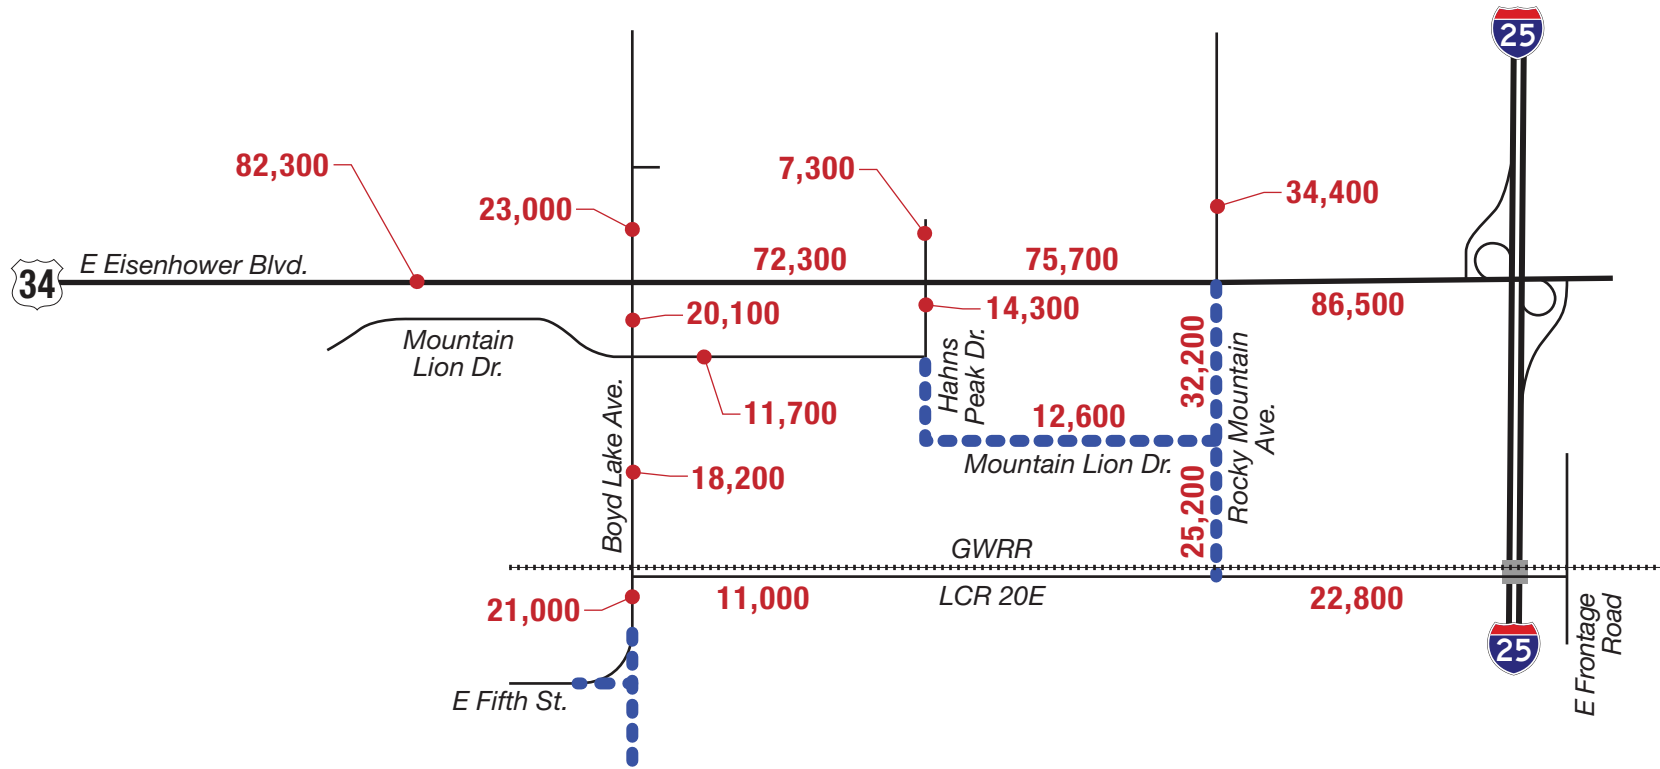 25
82,300
7,300
34,400
23,000
E Eisenhower Blvd.
72,300
75,700
34
86,500
20,100
14,300
Mountain
Lion Dr.
Hahns
Peak Dr.
32,200
Rocky Mountain
Ave.
11,700
12,600
Boyd Lake Ave.
Mountain Lion Dr.
18,200
25,200
GWRR
21,000
11,000
LCR 20E
22,800
E Frontage
Road
25
E Fifth St.